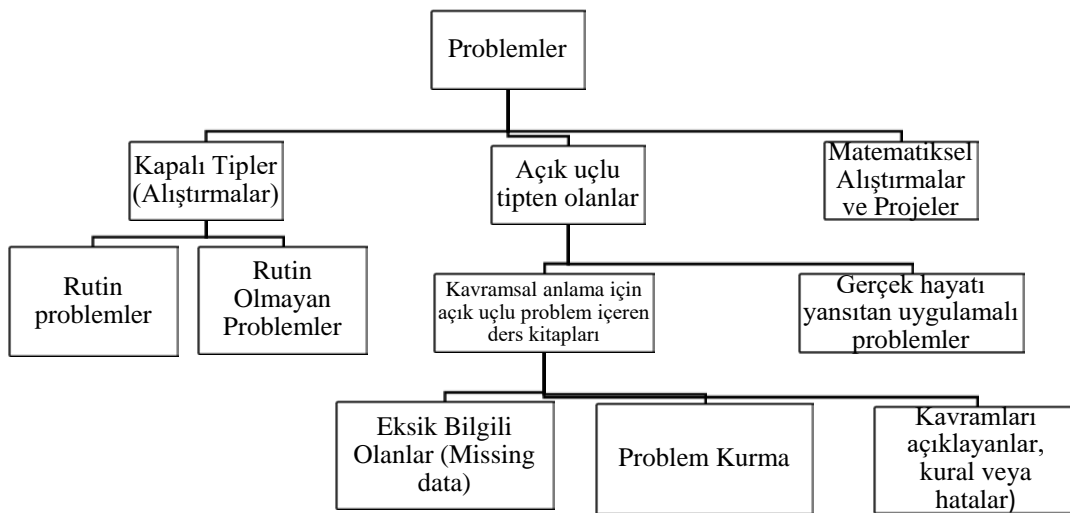 Problemler
Kapalı Tipler
(Alıştırmalar)
Açık uçlu
tipten olanlar
Matematiksel
Alıştırmalar
ve Projeler
Rutin
problemler
Rutin
Olmayan
Problemler
Kavramsal anlama için
açık uçlu problem içeren
ders kitapları
Gerçek hayatı
yansıtan uygulamalı
problemler
Eksik Bilgili
Olanlar (Missing
data)
Problem Kurma
Kavramları
açıklayanlar,
kural veya
hatalar)